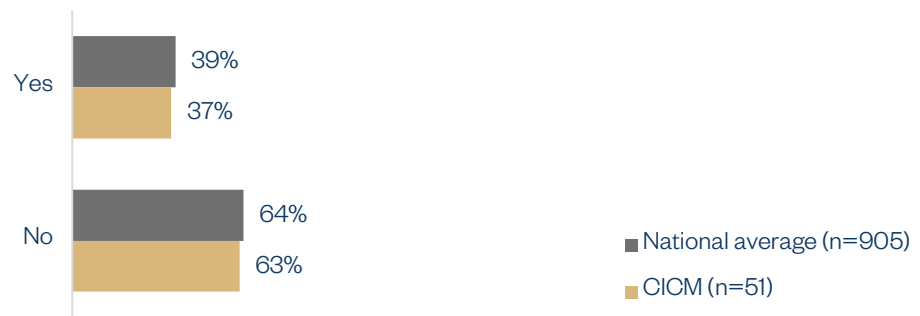 Yes
39%
37%
No
64%
63%
National average (n=905)
CICM (n=51)